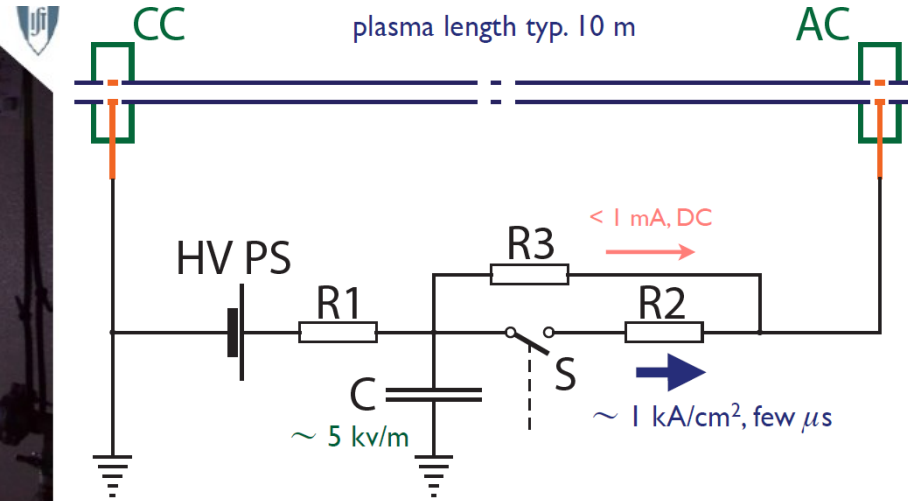 CC
plasma length typ. 10 m
AC
< 1 mA, DC
R3
HV PS
R1
R2
S
C
~ 5 kv/m
~ 1 kA/cm², few μs